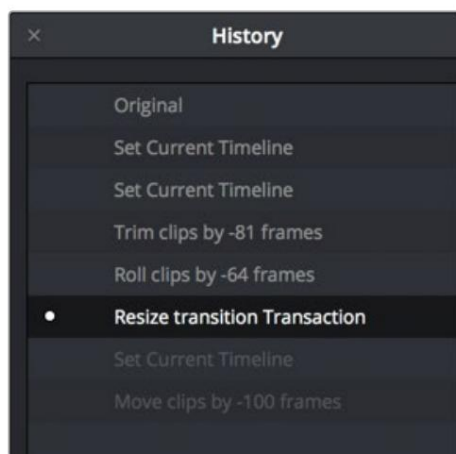 History
Original
Set Current Timeline
Set Current Timeline
Trim clips by -81 frames
Roll clips by -64 frames
Resize transition Transaction
Set Current Timeline
Move clips by -100 frames